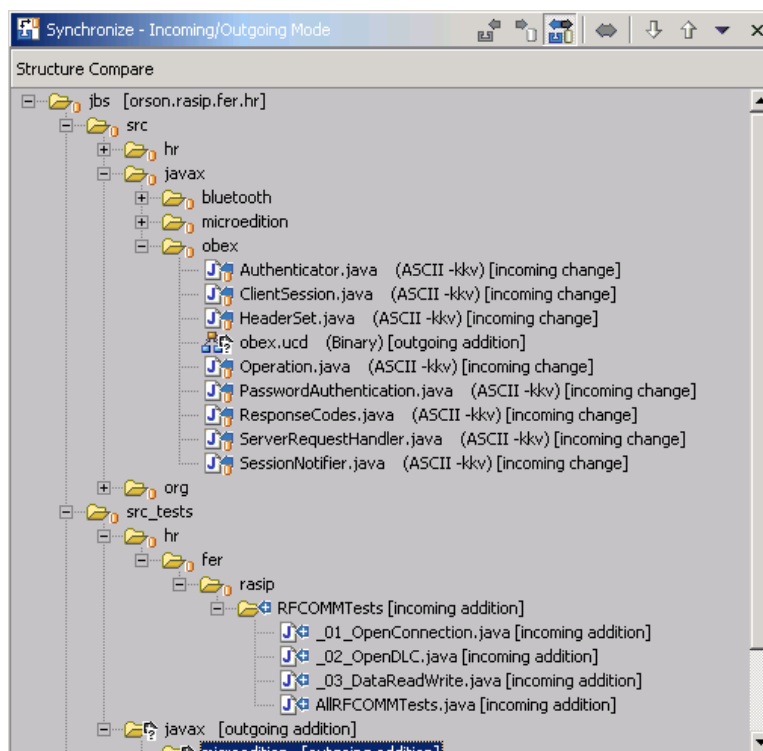 Synchronize - Incoming/Outgoing Mode
Structure Compare
jbs [orson.rasip.fer.hr]
src
hr
javax
bluetooth
microedition
obex
Authenticator.java (ASCII -kkv) [incoming change]
ClientSession.java (ASCII -kkv) [incoming change]
HeaderSet.java (ASCII -kkv) [incoming change]
obex.ucd (Binary) [outgoing addition]
Operation.java (ASCII -kkv) [incoming change]
PasswordAuthentication.java (ASCII -kkv) [incoming change]
ResponseCodes.java (ASCII -kkv) [incoming change]
ServerRequestHandler.java (ASCII -kkv) [incoming change]
SessionNotifier.java (ASCII -kkv) [incoming change]
org
src_tests
hr
fer
rasip
RFCOMMTests [incoming addition]
_01_OpenConnection.java [incoming addition]
_02_OpenDLC.java [incoming addition]
_03_DataReadWrite.java [incoming addition]
AllRFCOMMTests.java [incoming addition]
javax [outgoing addition]
microedition [outgoing addition]